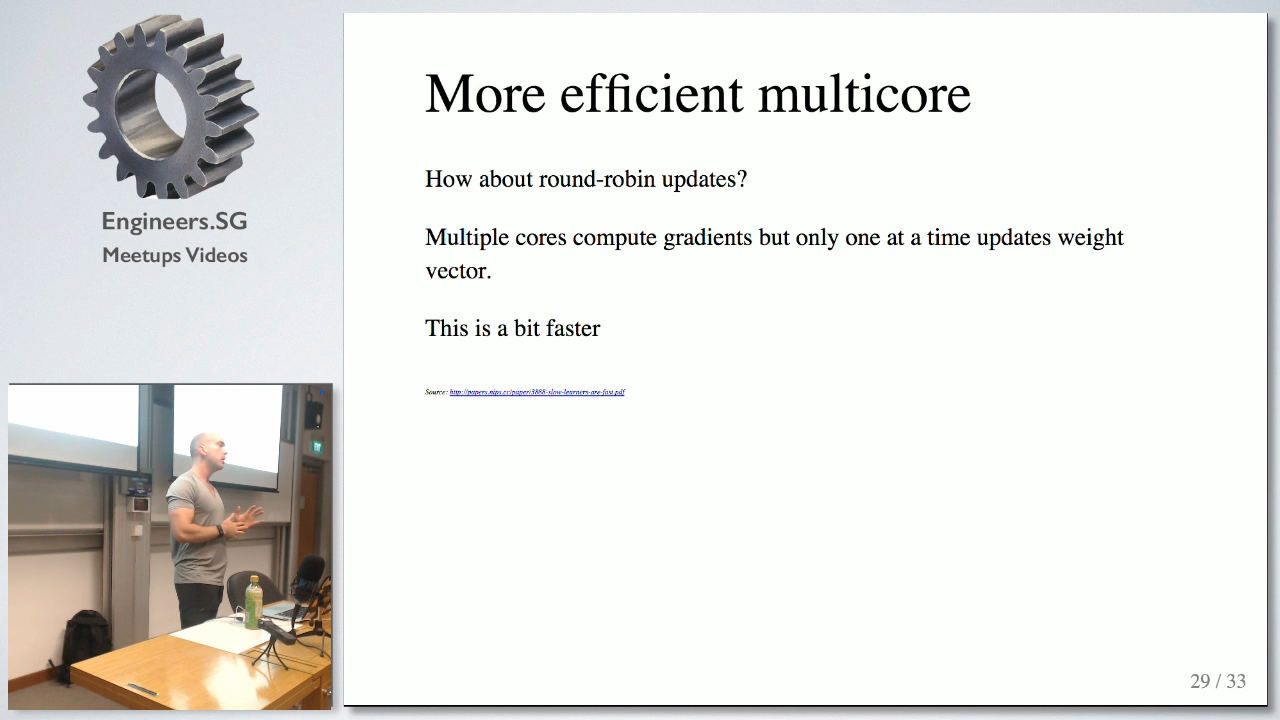 Engineers.SG
Meetups Videos
More efficient multicore
How about round-robin updates?
Multiple cores compute gradients but only one at a time updates weight
vector.
This is a bit faster
Source: http://papers.nips.cc/paper/3888-slow-learners-are-fast.pdf
29 / 33